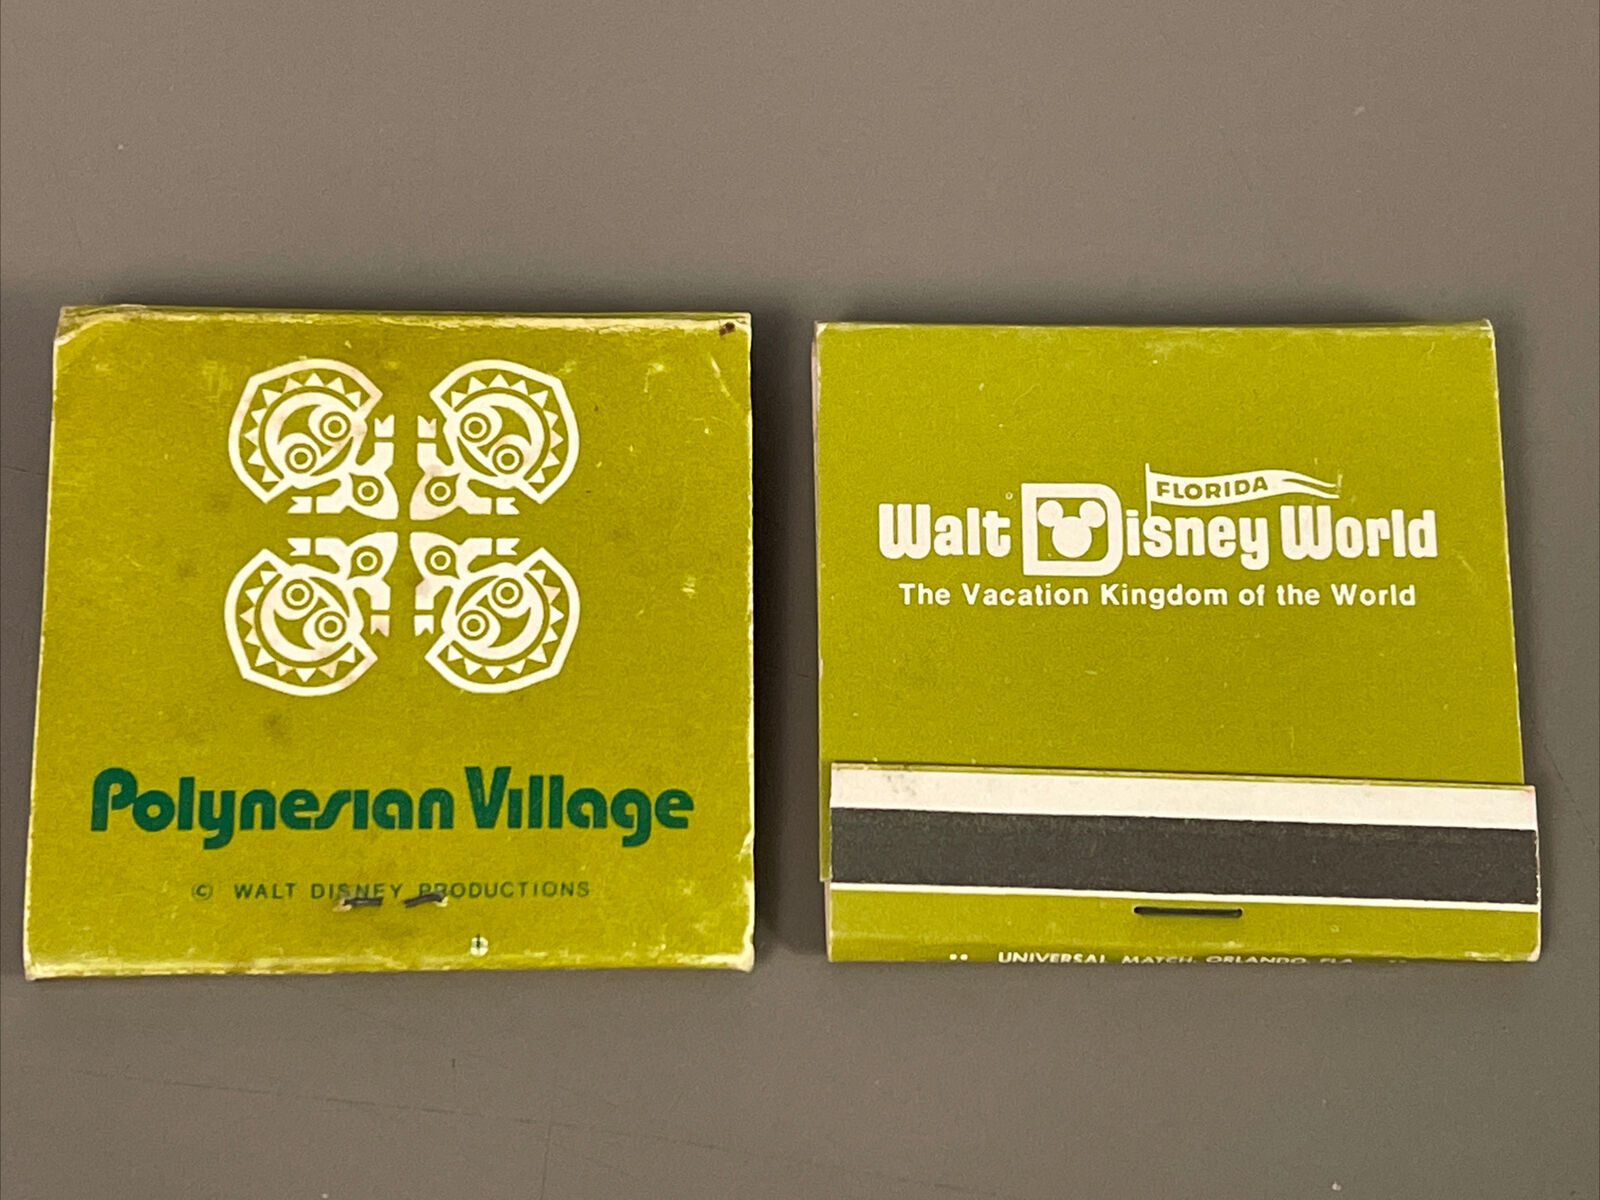 Polynesian Village
© WALT DISNEY PRODUCTIONS
FLORIDA
Walt Disney World
The Vacation Kingdom of the World
UNIVERSAL MATCH, ORLANDO, FLA.